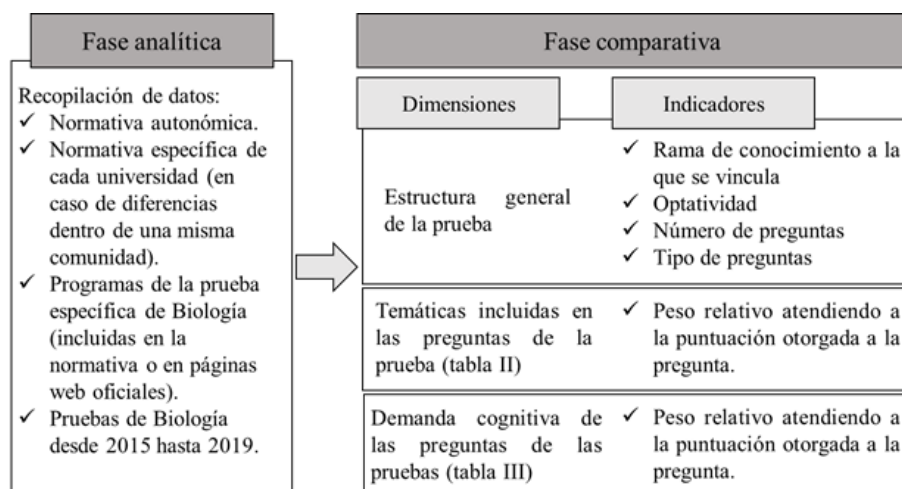 Fase analítica
Recopilación de datos:
✓ Normativa autonómica.
✓ Normativa específica de
cada universidad (en
caso de diferencias
dentro de una misma
comunidad).
✓ Programas de la prueba
específica de Biología
(incluidas en la
normativa o en páginas
web oficiales).
✓ Pruebas de Biología
desde 2015 hasta 2019.
Fase comparativa
Dimensiones
Indicadores
Estructura general
de la prueba
✓ Rama de conocimiento a la
que se vincula
✓ Optatividad
✓ Número de preguntas
✓ Tipo de preguntas
Temáticas incluidas en
las preguntas de la
prueba (tabla II)
✓ Peso relativo atendiendo a
la puntuación otorgada a la
pregunta.
Demanda cognitiva de
las preguntas de las
pruebas (tabla III)
✓ Peso relativo atendiendo a
la puntuación otorgada a la
pregunta.